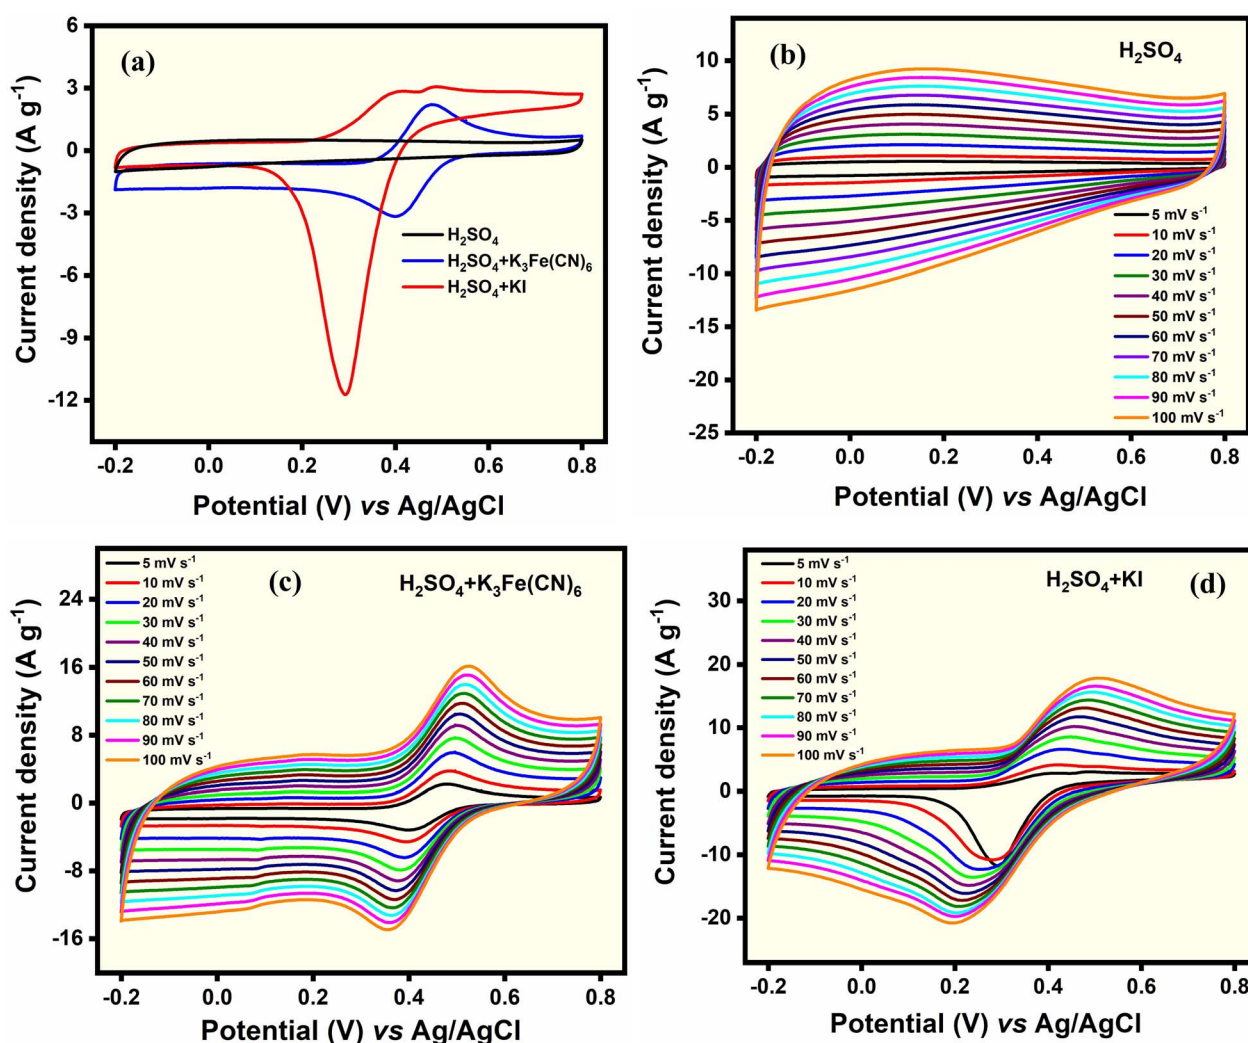 (a)
6
3
0
-3
-6
-9
-12
Current density (A g⁻¹)
H₂SO₄
H₂SO₄+K₃Fe(CN)₆
H₂SO₄+KI
-0.2 0.0 0.2 0.4 0.6 0.8
Potential (V) vs Ag/AgCl
(b)
H₂SO₄
10
5
0
-5
-10
-15
-20
-25
Current density (A g⁻¹)
5 mV s⁻¹
10 mV s⁻¹
20 mV s⁻¹
30 mV s⁻¹
40 mV s⁻¹
50 mV s⁻¹
60 mV s⁻¹
70 mV s⁻¹
80 mV s⁻¹
90 mV s⁻¹
100 mV s⁻¹
-0.2 0.0 0.2 0.4 0.6 0.8
Potential (V) vs Ag/AgCl
(c)
H₂SO₄+K₃Fe(CN)₆
5 mV s⁻¹
10 mV s⁻¹
20 mV s⁻¹
30 mV s⁻¹
40 mV s⁻¹
50 mV s⁻¹
60 mV s⁻¹
70 mV s⁻¹
80 mV s⁻¹
90 mV s⁻¹
100 mV s⁻¹
24
16
8
0
-8
-16
Current density (A g⁻¹)
-0.2 0.0 0.2 0.4 0.6 0.8
Potential (V) vs Ag/AgCl
H₂SO₄+KI
(d)
5 mV s⁻¹
10 mV s⁻¹
20 mV s⁻¹
30 mV s⁻¹
40 mV s⁻¹
50 mV s⁻¹
60 mV s⁻¹
70 mV s⁻¹
80 mV s⁻¹
90 mV s⁻¹
100 mV s⁻¹
30
20
10
0
-10
-20
Current density (A g⁻¹)
-0.2 0.0 0.2 0.4 0.6 0.8
Potential (V) vs Ag/AgCl